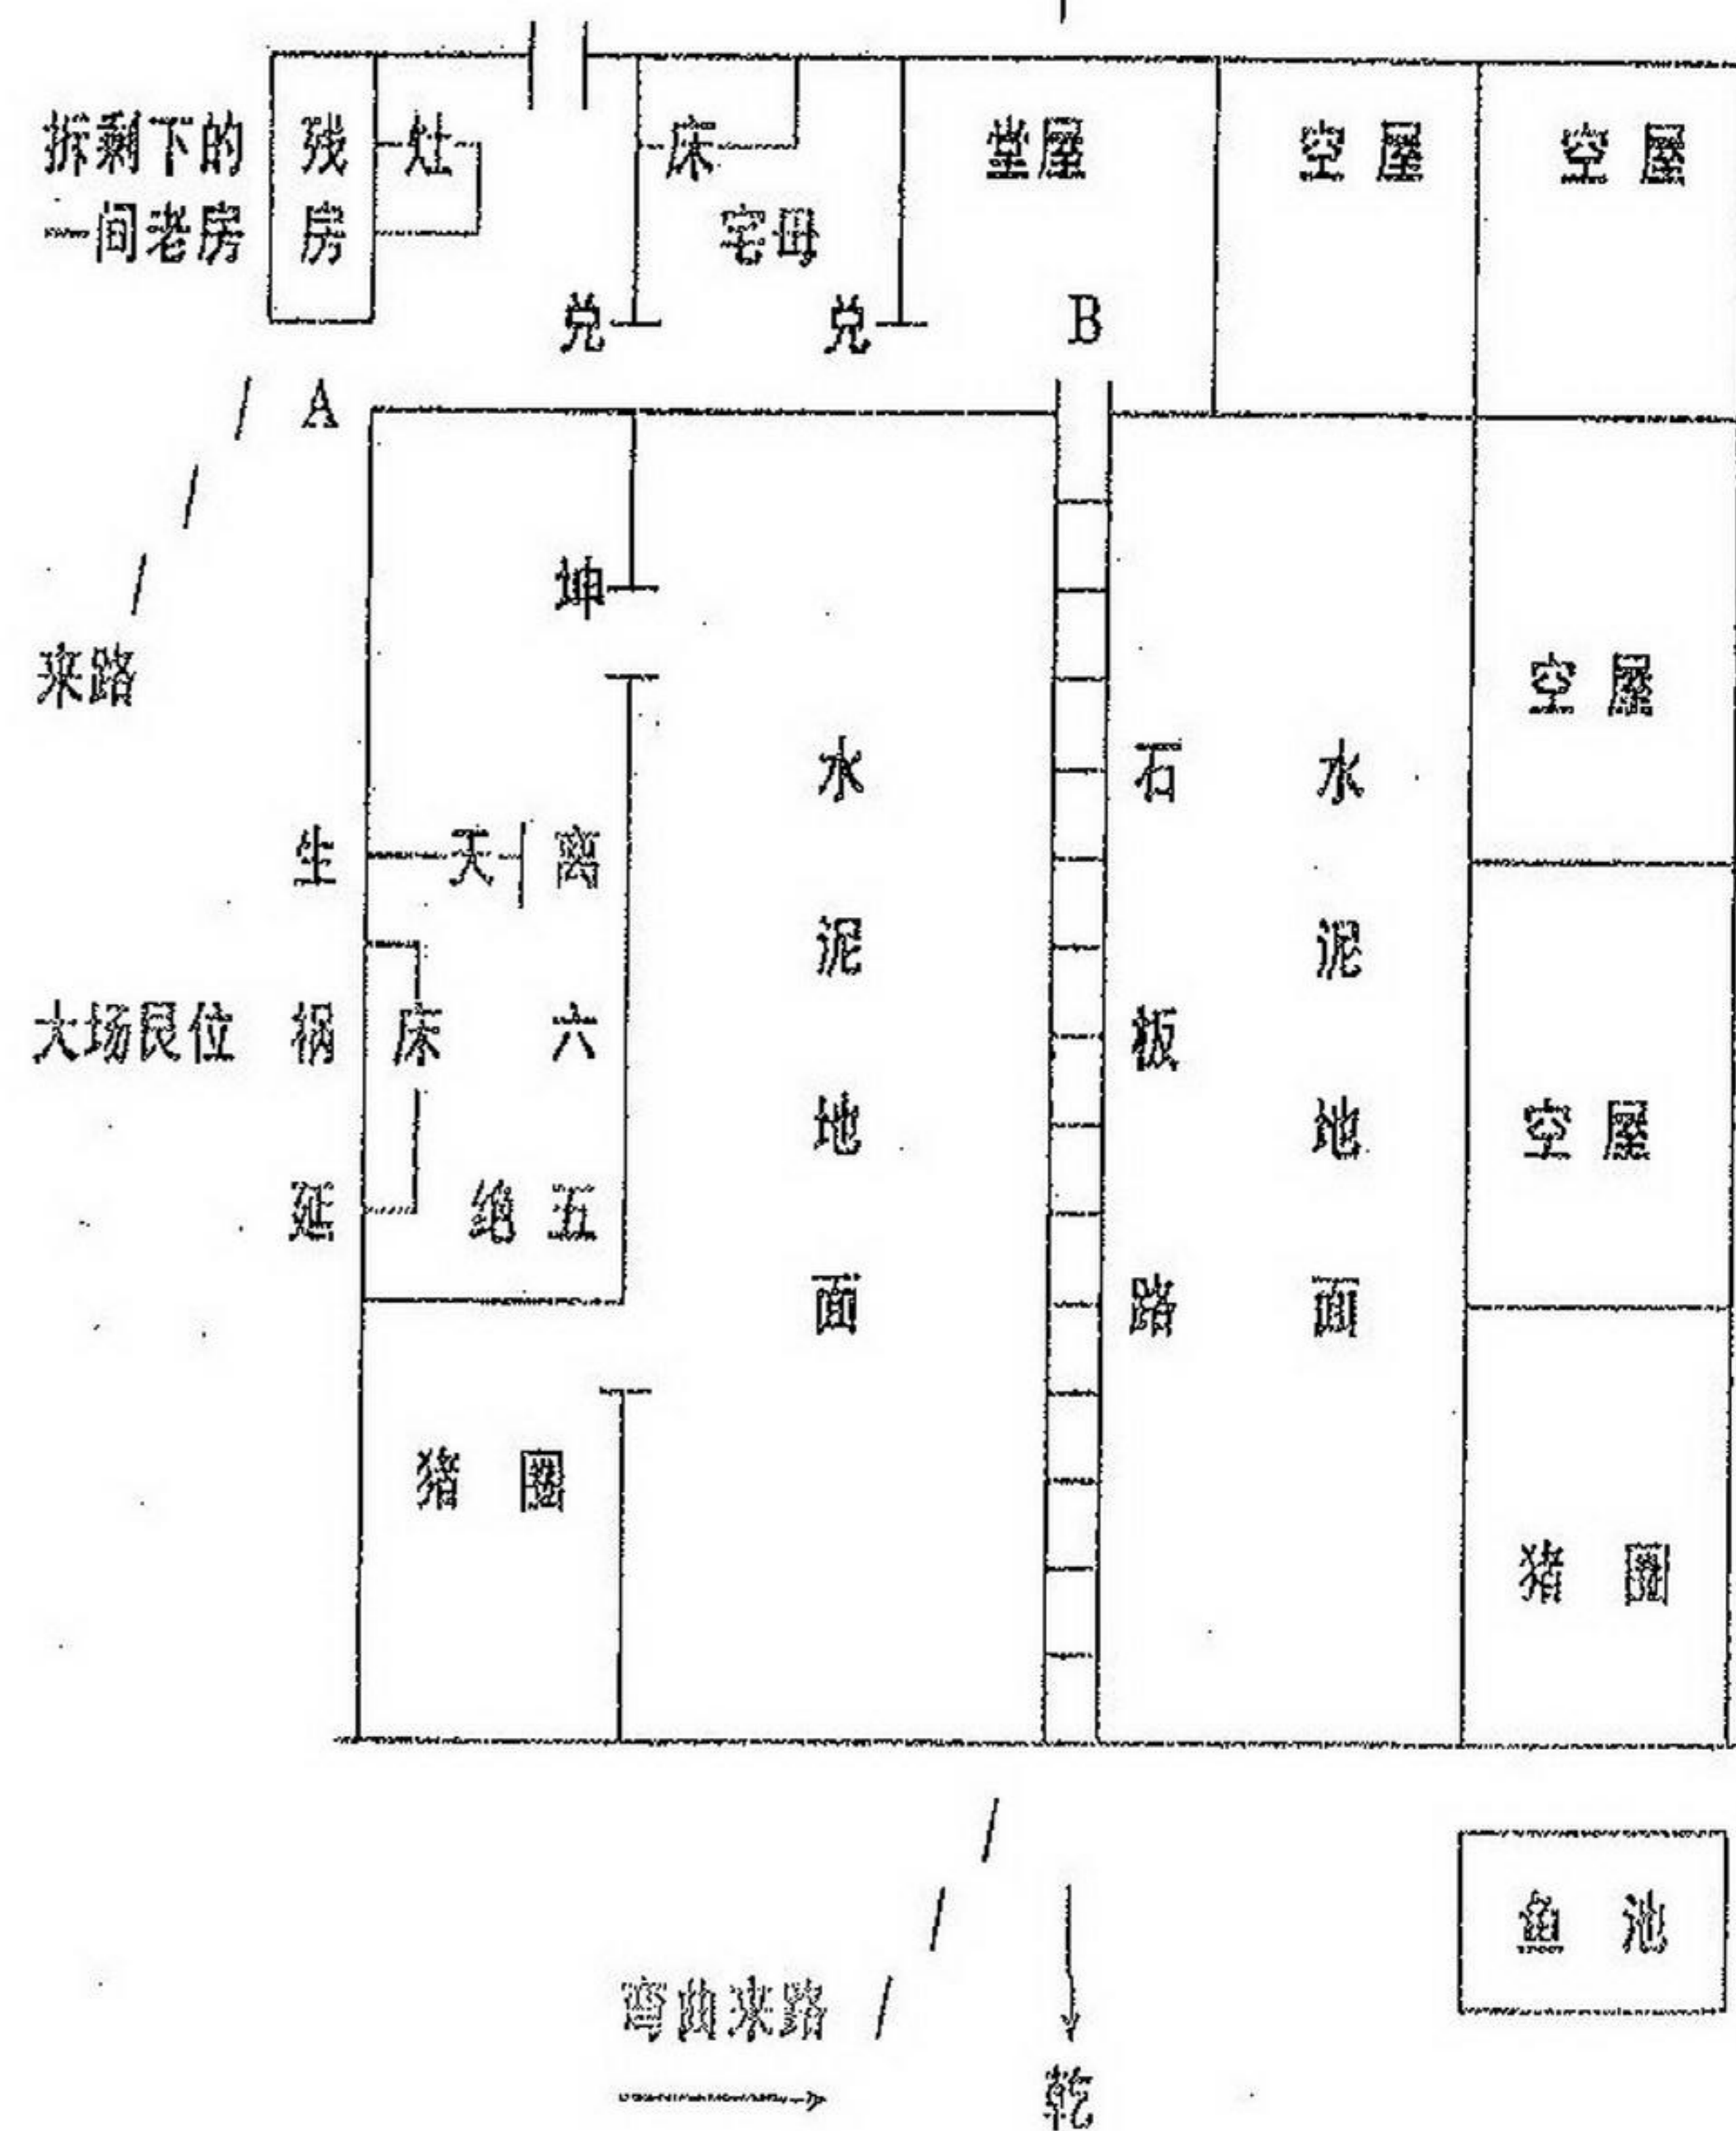 拆剩下的 残 灶 床 堂屋 空屋 空屋
一间老房 房 宅母
兑 兑 B
A
坤
来路 空屋
水 石 水
生 天 离
泥 泥
大场艮位 祸 床 六 板
地 地 空屋
延 绝 五
面 路 面
猪圈
猪圈
鱼池
弯曲来路
乾